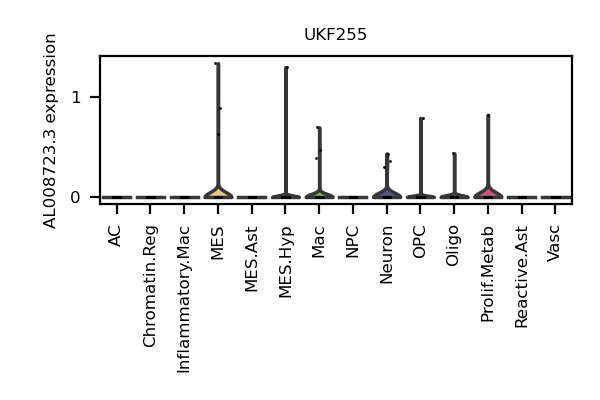 UKF255
AL008723.3 expression
1
0
AC
Chromatin.Reg
Inflammatory.Mac
MES
MES.Ast
MES.Hyp
Mac
NPC
Neuron
OPC
Oligo
Prolif.Metab
Reactive.Ast
Vasc